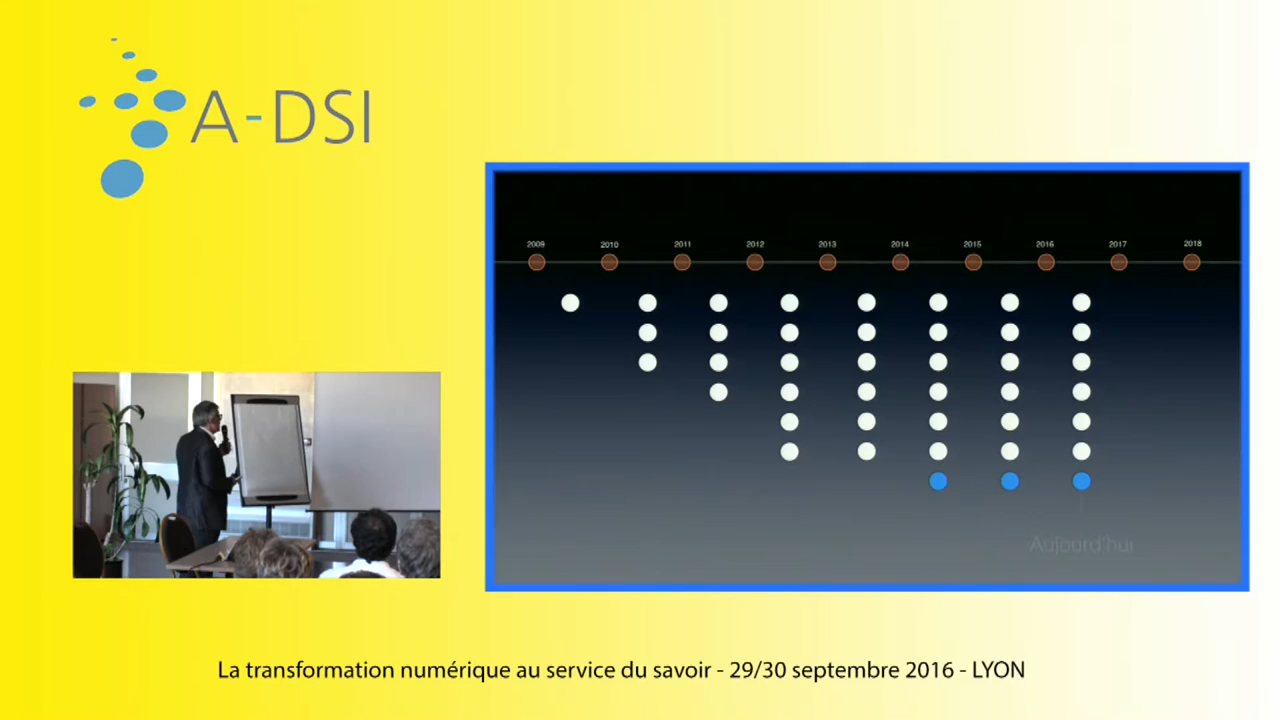 A-DSI
2009 2010 2011 2012 2013 2014 2015 2016 2017 2018
Aujourd'hui
La transformation numérique au service du savoir - 29/30 septembre 2016 - LYON